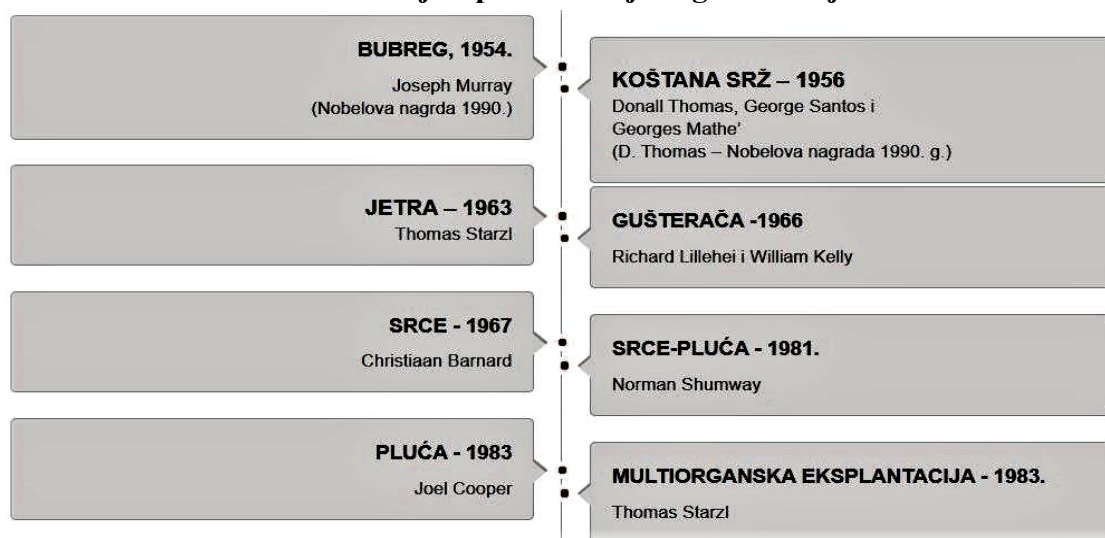 BUBREG, 1954.
Joseph Murray
(Nobelova nagrda 1990.)
KOŠTANA SRŽ – 1956
Donall Thomas, George Santos i
Georges Mathe'
(D. Thomas – Nobelova nagrada 1990. g.)
JETRA – 1963
Thomas Starzl
GUŠTERAČA -1966
Richard Lillehei i William Kelly
SRCE - 1967
Christiaan Barnard
SRCE-PLUĆA - 1981.
Norman Shumway
PLUĆA - 1983
Joel Cooper
MULTIORGANSKA EKSPLANTACIJA - 1983.
Thomas Starzl